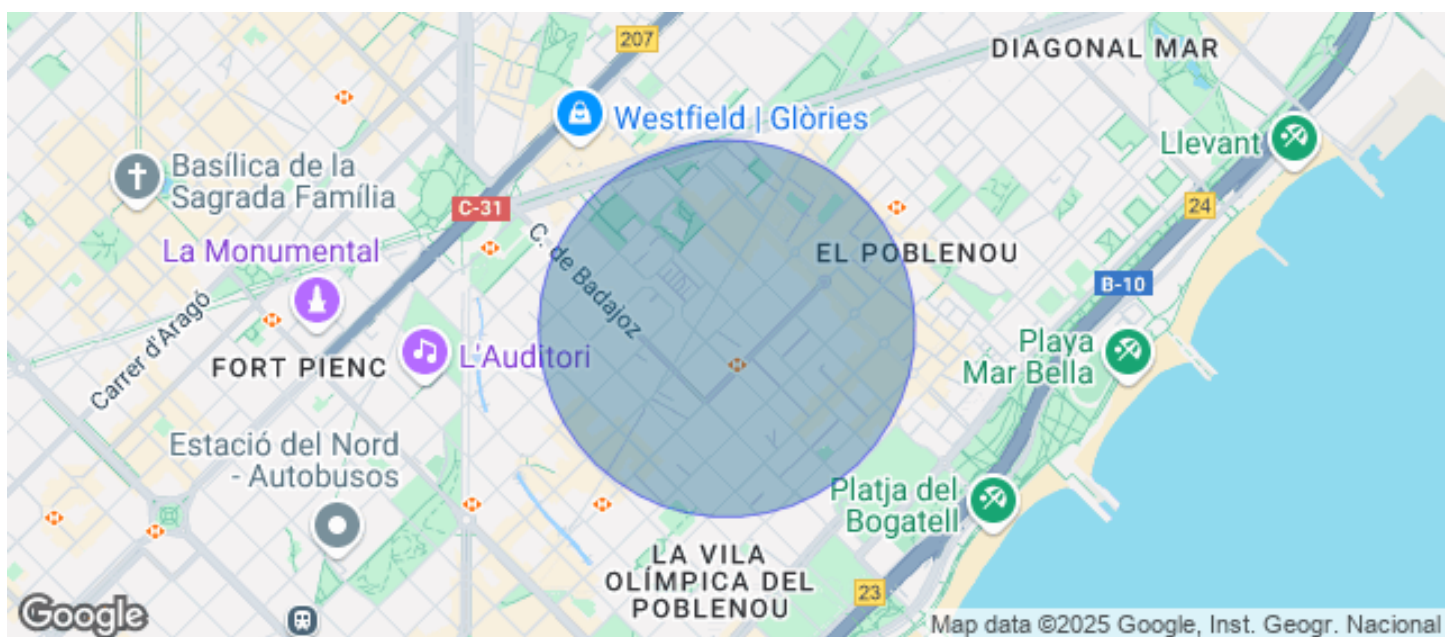 207
DIAGONAL MAR
Westfield | Glòries
Llevant
Basílica de la
Sagrada Família
C-31
24
C. de Badajoz
La Monumental
EL POBLENOU
B-10
Carrer d'Aragó
FORT PIENC
L'Auditori
Playa
Mar Bella
Estació del Nord
- Autobusos
Platja del
Bogatell
LA VILA
OLÍMPICA DEL
POBLENOU
23
Google
Map data ©2025 Google, Inst. Geogr. Nacional